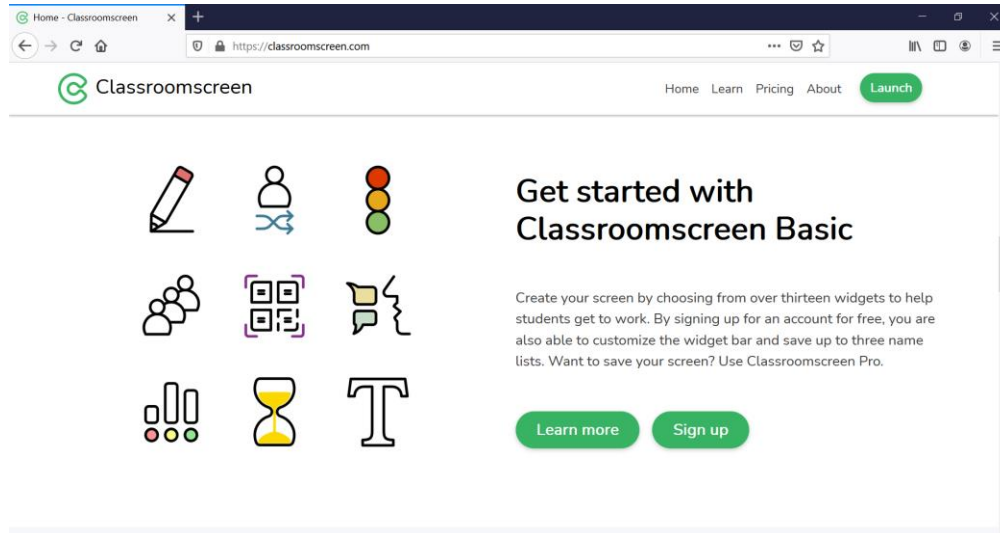 Home - Classroomscreen
https://classroomscreen.com
Classroomscreen
Home Learn Pricing About Launch
Get started with
Classroomscreen Basic
Create your screen by choosing from over thirteen widgets to help
students get to work. By signing up for an account for free, you are
also able to customize the widget bar and save up to three name
lists. Want to save your screen? Use Classroomscreen Pro.
Learn more Sign up
T